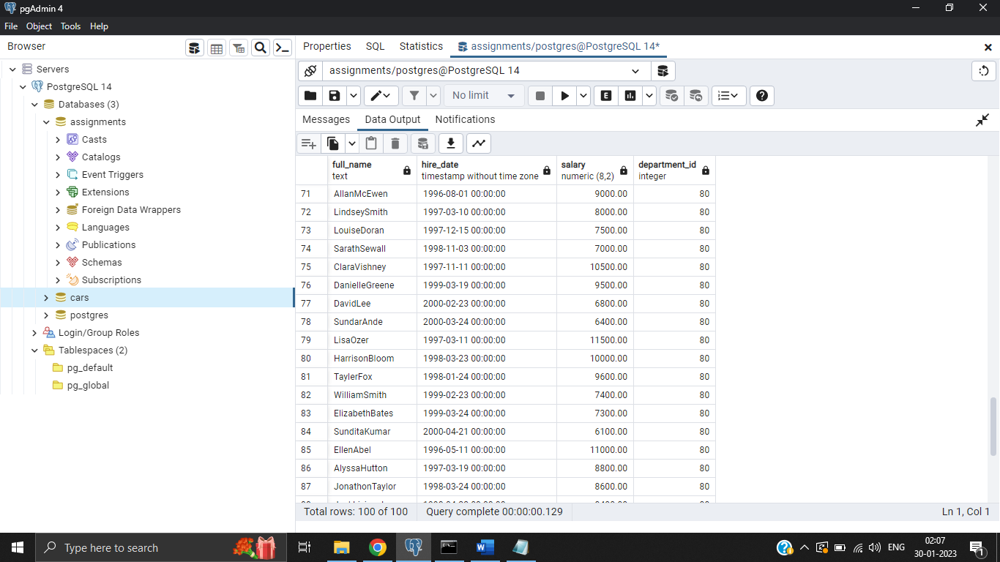 pgAdmin 4
File Object Tools Help
Browser
Properties SQL Statistics assignments/postgres@PostgreSQL 14*
Servers
PostgreSQL 14
Databases (3)
assignments
Casts
Catalogs
Event Triggers
Extensions
Foreign Data Wrappers
Languages
Publications
Schemas
Subscriptions
cars
postgres
Login/Group Roles
Tablespaces (2)
pg_default
pg_global
assignments/postgres@PostgreSQL 14
No limit
E
Messages Data Output Notifications
full_name hire_date salary department_id
text timestamp without time zone numeric (8,2) integer
71 AllanMcEwen 1996-08-01 00:00:00 9000.00 80
72 LindseySmith 1997-03-10 00:00:00 8000.00 80
73 LouiseDoran 1997-12-15 00:00:00 7500.00 80
74 SarathSewall 1998-11-03 00:00:00 7000.00 80
75 ClaraVishney 1997-11-11 00:00:00 10500.00 80
76 DanielleGreene 1999-03-19 00:00:00 9500.00 80
77 DavidLee 2000-02-23 00:00:00 6800.00 80
78 SundarAnde 2000-03-24 00:00:00 6400.00 80
79 LisaOzer 1997-03-11 00:00:00 11500.00 80
80 HarrisonBloom 1998-03-23 00:00:00 10000.00 80
81 TaylerFox 1998-01-24 00:00:00 9600.00 80
82 WilliamSmith 1999-02-23 00:00:00 7400.00 80
83 ElizabethBates 1999-03-24 00:00:00 7300.00 80
84 SunditaKumar 2000-04-21 00:00:00 6100.00 80
85 EllenAbel 1996-05-11 00:00:00 11000.00 80
86 AlyssaHutton 1997-03-19 00:00:00 8800.00 80
87 JonathonTaylor 1998-03-24 00:00:00 8600.00 80
Total rows: 100 of 100 Query complete 00:00:00.129 Ln 1, Col 1
Type here to search
ENG
02:07
30-01-2023
1